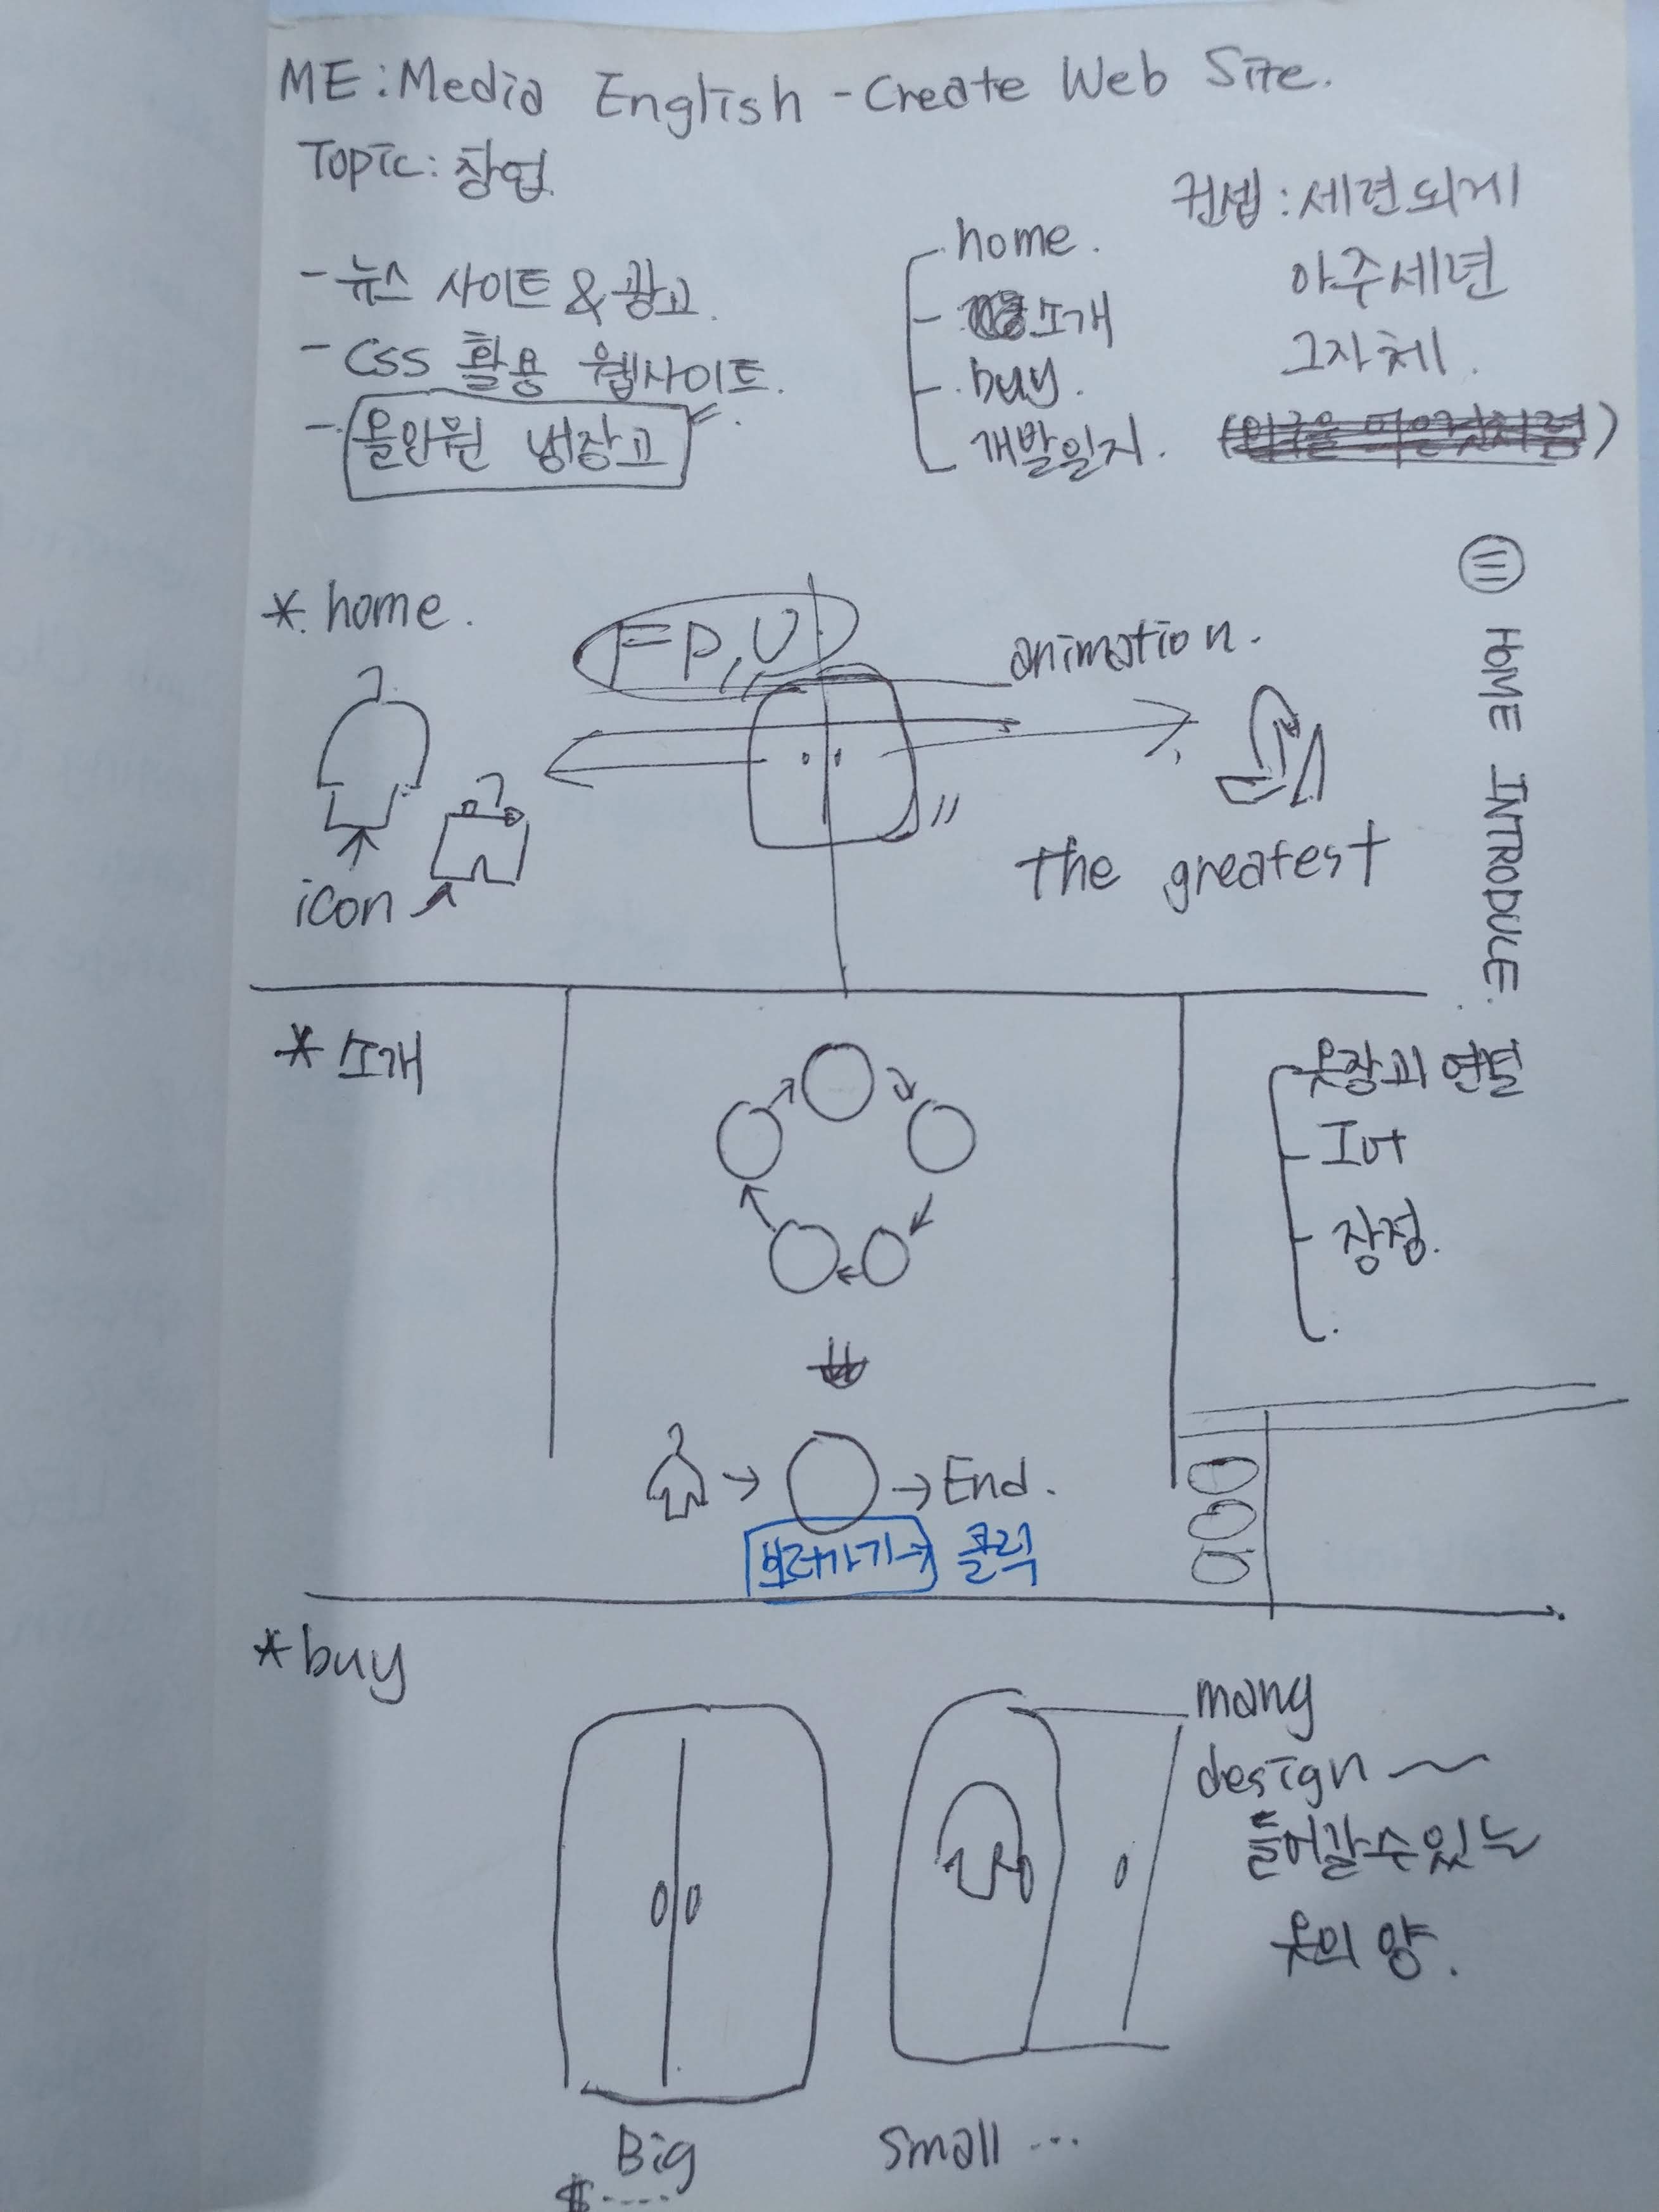 ME: Media English - Create Web Site.
Topic: 창업
- 뉴스 사이트 & 광고.
- CSS 활용 웹사이트.
- 올인원 냉장고
home.
소개
buy.
개발일지.
컨셉: 세련되게
아주세련
그자체.
* home.
animation.
icon
the greatest
HOME INTRODUCE.
* 소개
옷장과 연결
IoT
장점.
End.
보러가기→ 클릭
* buy
many
design ~
들어갈 수 있는
옷의 양.
Big
$.....
Small ...